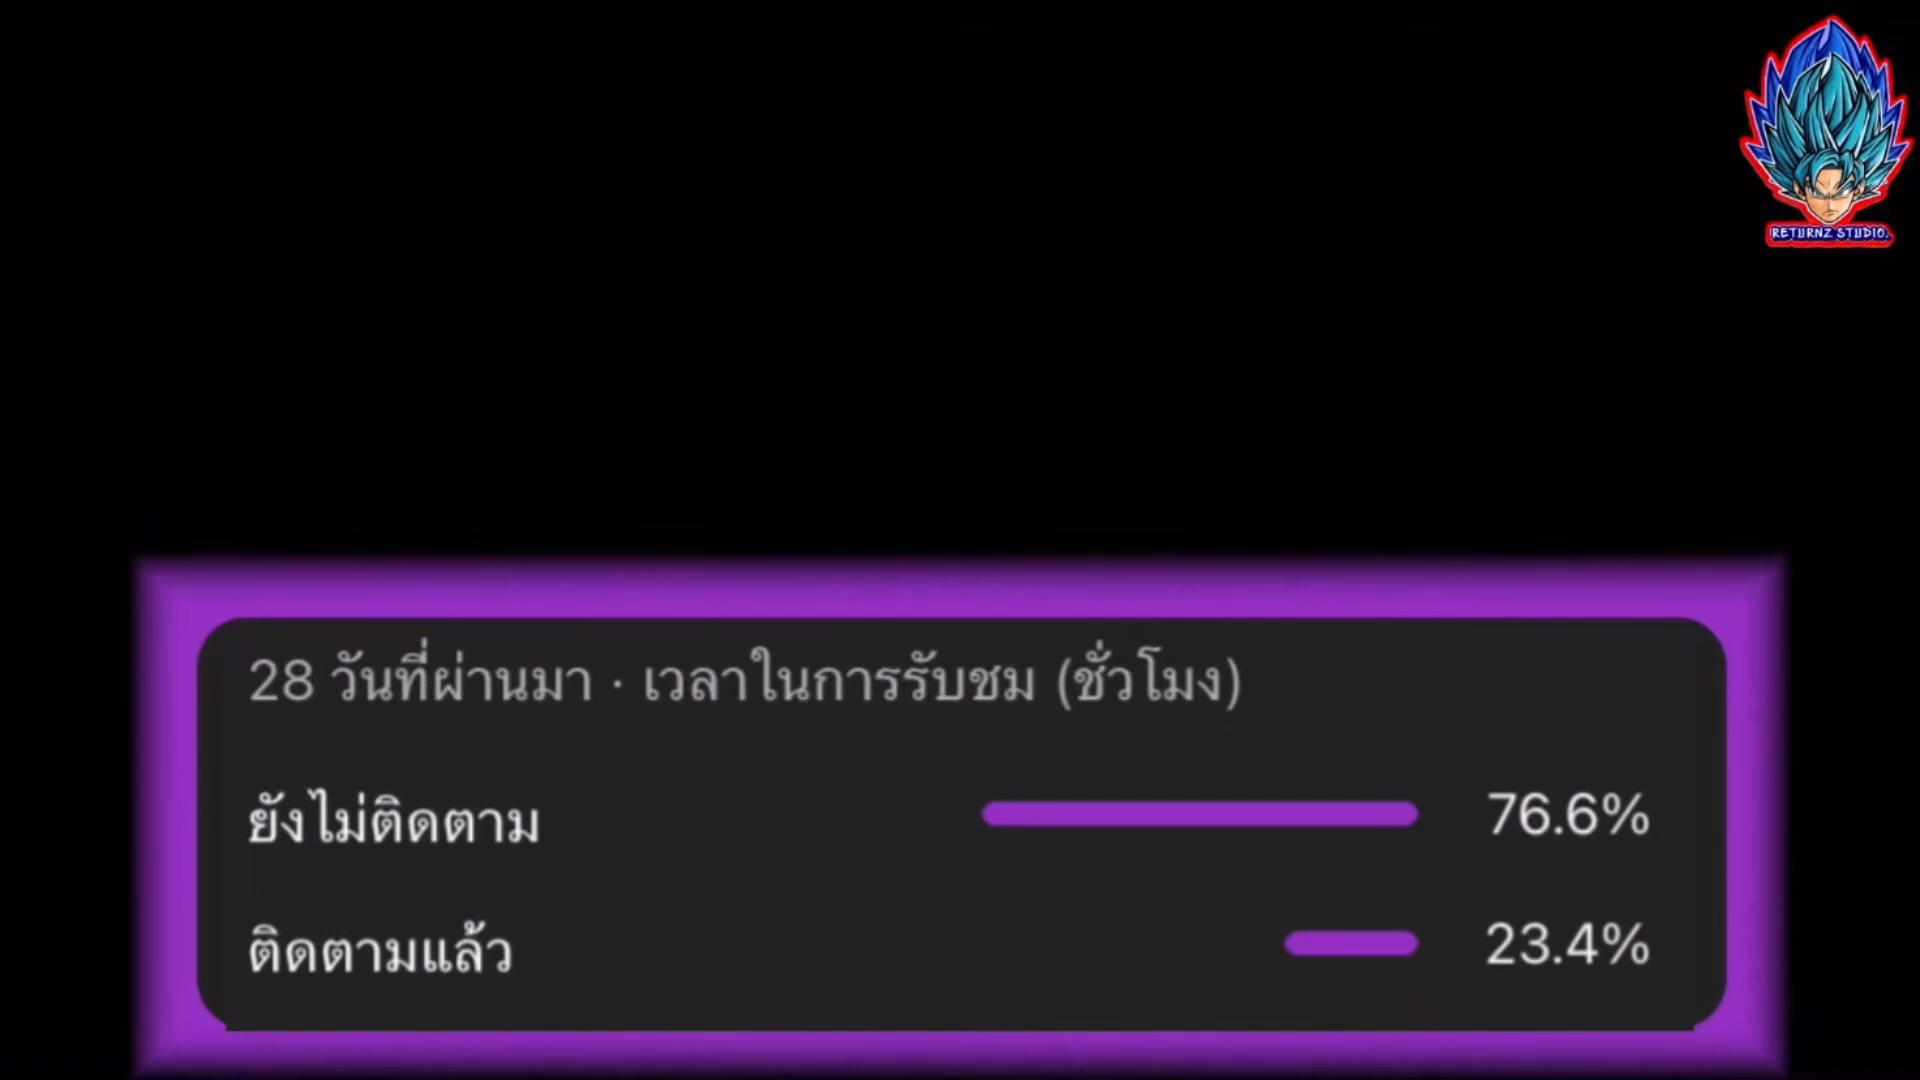 RETURNZ STUDIO.
28 วันที่ผ่านมา · เวลาในการรับชม (ชั่วโมง)
ยังไม่ติดตาม 76.6%
ติดตามแล้ว 23.4%